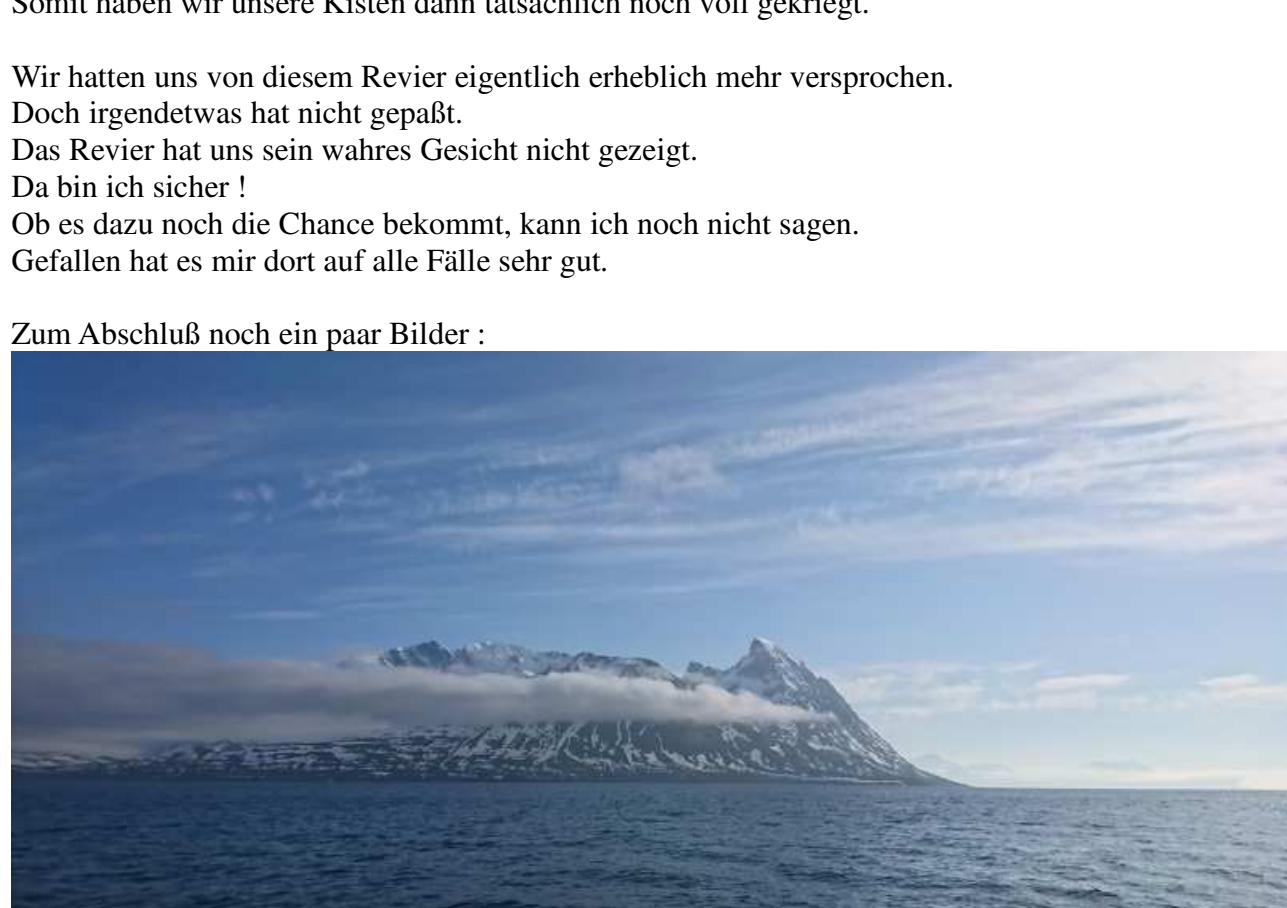 Somit haben wir unsere Kisten dann tatsächlich noch voll gekriegt.
Wir hatten uns von diesem Revier eigentlich erheblich mehr versprochen.
Doch irgendetwas hat nicht gepaßt.
Das Revier hat uns sein wahres Gesicht nicht gezeigt.
Da bin ich sicher !
Ob es dazu noch die Chance bekommt, kann ich noch nicht sagen.
Gefallen hat es mir dort auf alle Fälle sehr gut.
Zum Abschluß noch ein paar Bilder :